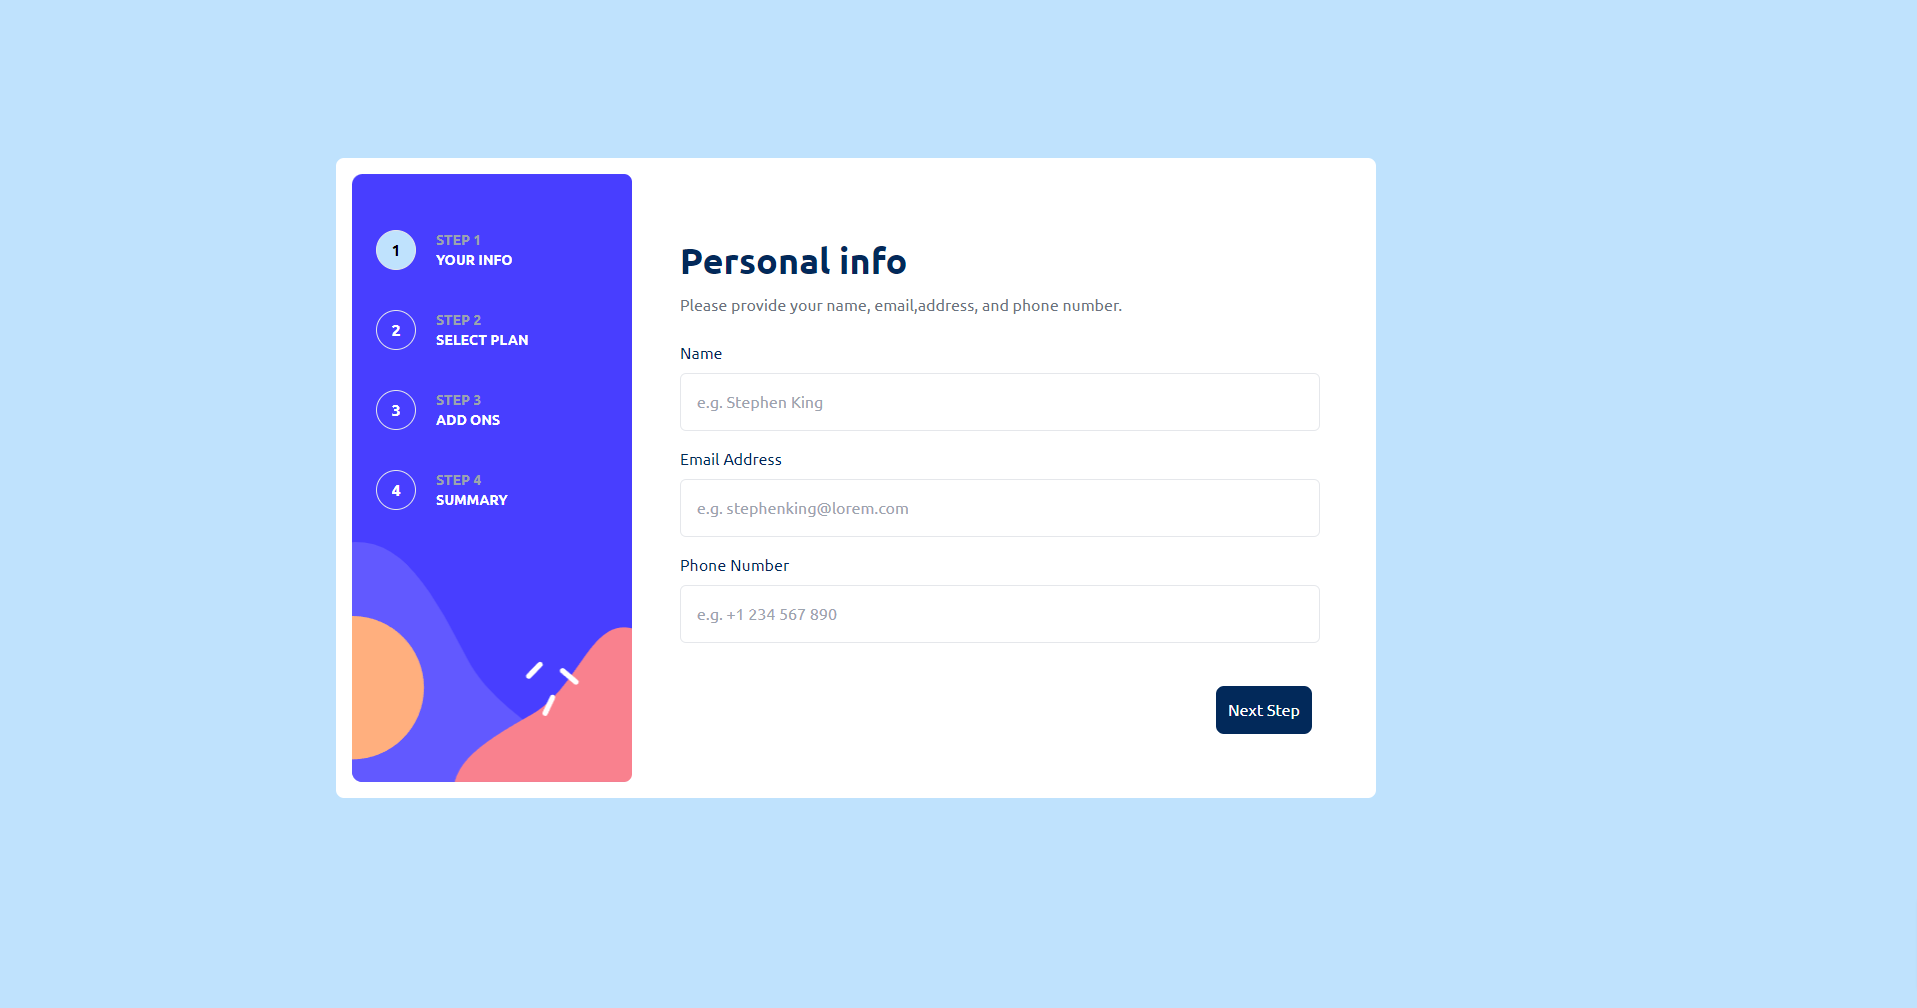 1
STEP 1
YOUR INFO
2
STEP 2
SELECT PLAN
3
STEP 3
ADD ONS
4
STEP 4
SUMMARY
Personal info
Please provide your name, email,address, and phone number.
Name
e.g. Stephen King
Email Address
e.g. stephenking@lorem.com
Phone Number
e.g. +1 234 567 890
Next Step